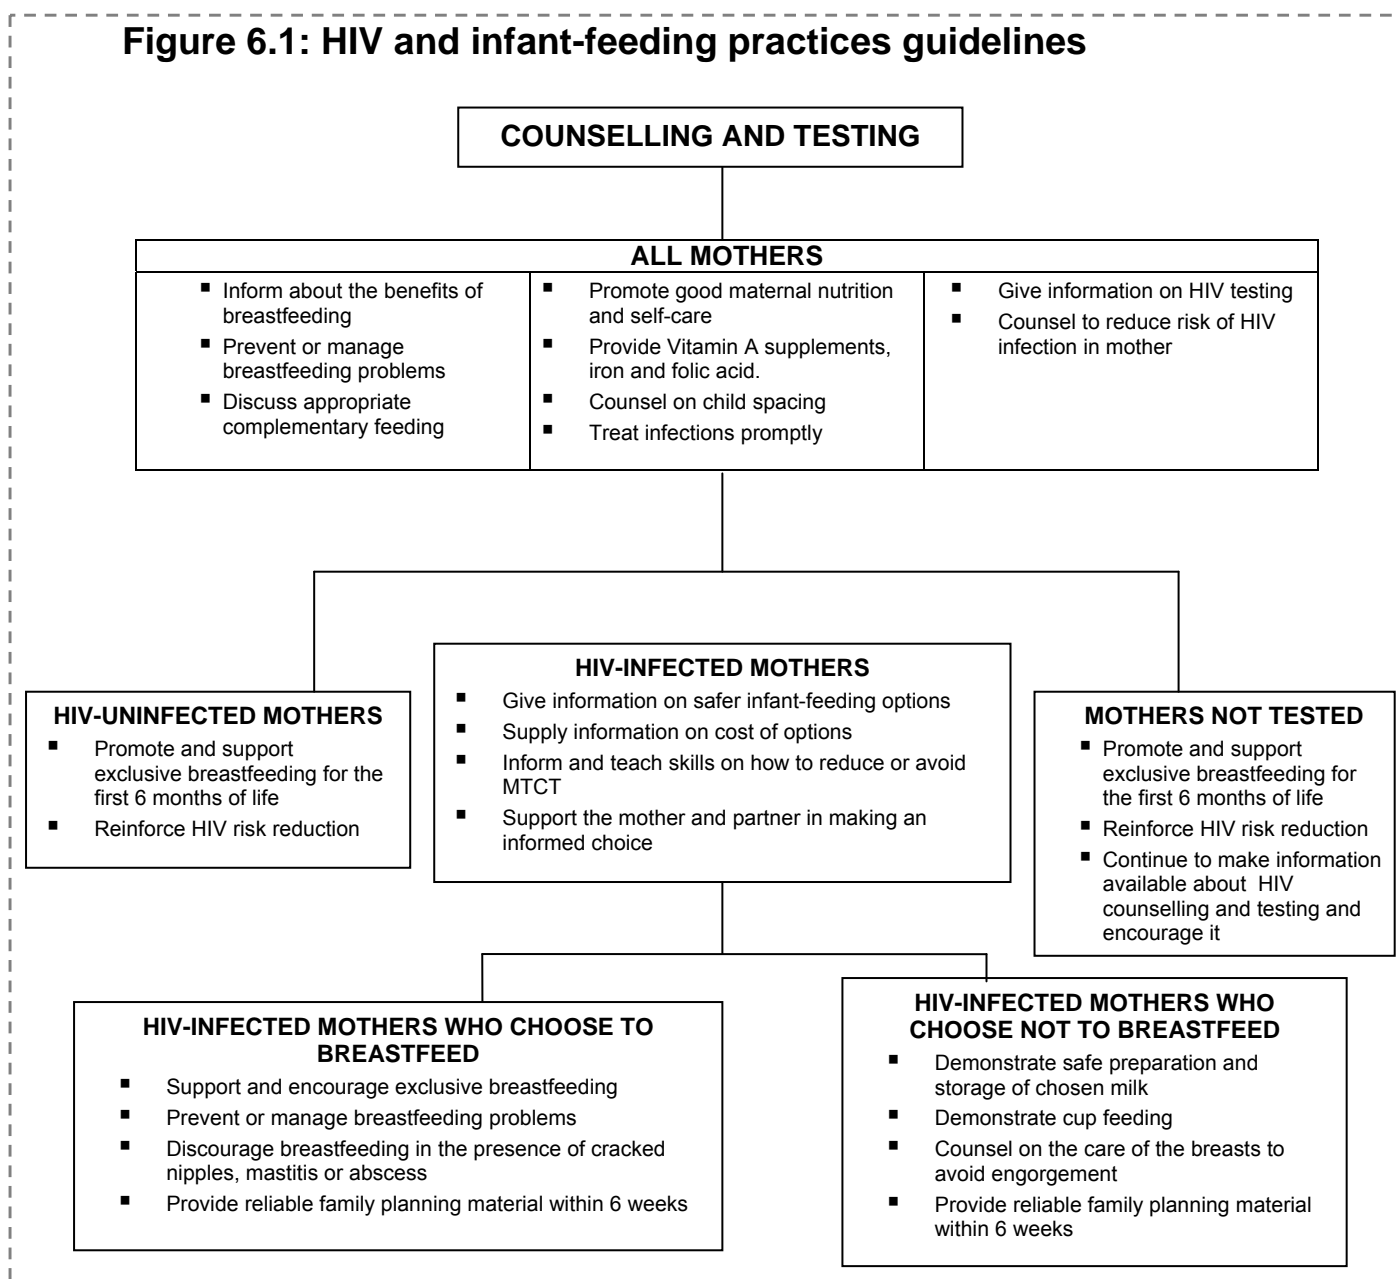 Figure 6.1: HIV and infant-feeding practices guidelines
COUNSELLING AND TESTING
ALL MOTHERS
▪ Inform about the benefits of
breastfeeding
▪ Prevent or manage
breastfeeding problems
▪ Discuss appropriate
complementary feeding
▪ Promote good maternal nutrition
and self-care
▪ Provide Vitamin A supplements,
iron and folic acid.
▪ Counsel on child spacing
▪ Treat infections promptly
▪ Give information on HIV testing
▪ Counsel to reduce risk of HIV
infection in mother
HIV-UNINFECTED MOTHERS
▪ Promote and support
exclusive breastfeeding for the
first 6 months of life
▪ Reinforce HIV risk reduction
HIV-INFECTED MOTHERS
▪ Give information on safer infant-feeding options
▪ Supply information on cost of options
▪ Inform and teach skills on how to reduce or avoid
MTCT
▪ Support the mother and partner in making an
informed choice
MOTHERS NOT TESTED
▪ Promote and support
exclusive breastfeeding for
the first 6 months of life
▪ Reinforce HIV risk reduction
▪ Continue to make information
available about HIV
counselling and testing and
encourage it
HIV-INFECTED MOTHERS WHO CHOOSE TO
BREASTFEED
▪ Support and encourage exclusive breastfeeding
▪ Prevent or manage breastfeeding problems
▪ Discourage breastfeeding in the presence of cracked
nipples, mastitis or abscess
▪ Provide reliable family planning material within 6 weeks
HIV-INFECTED MOTHERS WHO
CHOOSE NOT TO BREASTFEED
▪ Demonstrate safe preparation and
storage of chosen milk
▪ Demonstrate cup feeding
▪ Counsel on the care of the breasts to
avoid engorgement
▪ Provide reliable family planning material
within 6 weeks